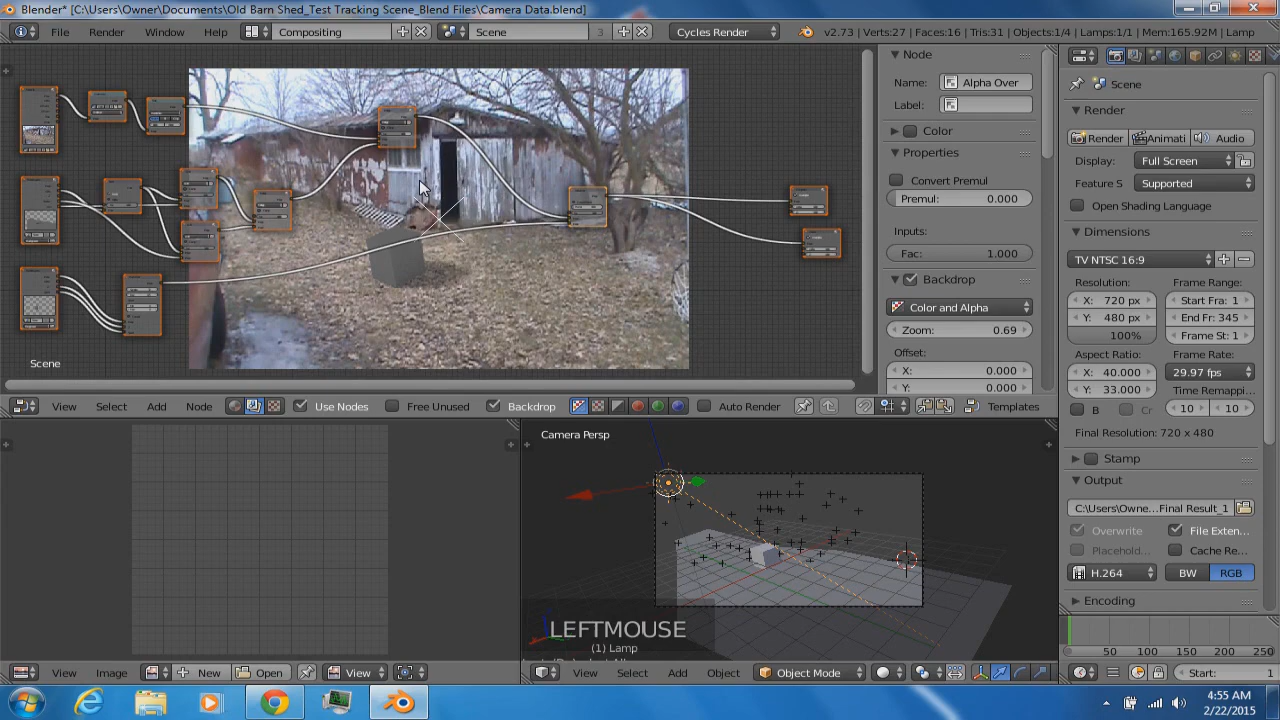 Blender* [C:\Users\Owner\Documents\Old Barn Shed_Test Tracking Scene_Blend Files\Camera Data.blend]
File Render Window Help Compositing Scene 3 Cycles Render v2.73 | Verts:27 | Faces:16 | Tris:31 | Objects:1/4 | Lamps:1/1 | Mem:165.92M | Lamp
Node
Name: Alpha Over
Label:
Color
Properties
Convert Premul
Premul: 0.000
Inputs:
Fac: 1.000
Backdrop
Color and Alpha
Zoom: 0.69
Offset:
X: 0.000
Y: 0.000
Scene
Render
Render Animati Audio
Display: Full Screen
Feature S Supported
Open Shading Language
Dimensions
TV NTSC 16:9
Resolution: Frame Range:
X: 720 px Start Fra: 1
Y: 480 px End Fr: 345
100% Frame St: 1
Aspect Ratio: Frame Rate:
X: 40.000 29.97 fps
Y: 33.000 Time Remappi...
B Cr 10 10
Final Resolution: 720 x 480
Stamp
Output
C:\Users\Owne...Final Result_1
Overwrite File Exten...
Placehold... Cache Re...
H.264 BW RGB
Encoding
50 100 150 200 250
Start: 1
Scene
View Select Add Node Use Nodes Free Unused Backdrop Auto Render Templates
Camera Persp
LEFTMOUSE
(1) Lamp
View Image New Open View
View Select Add Object Object Mode
4:55 AM
2/22/2015